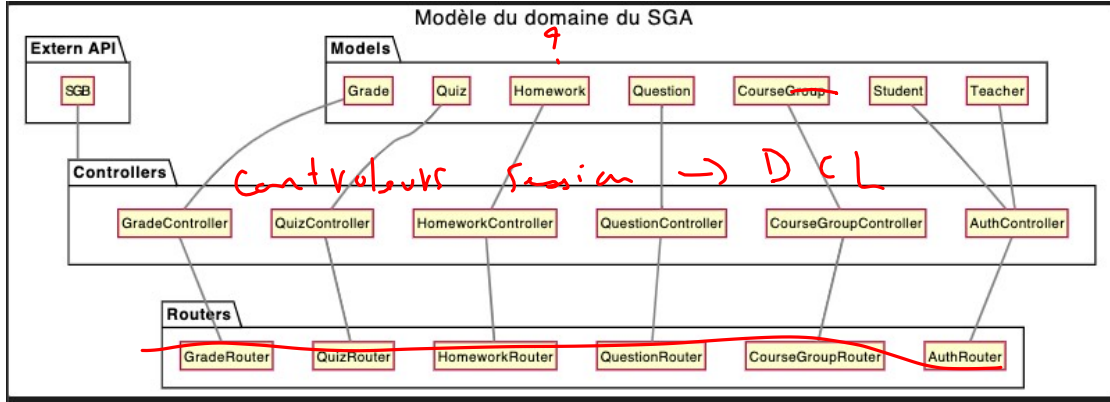 Modèle du domaine du SGA
?
Extern API
Models
SGB
Grade Quiz Homework Question CourseGroup Student Teacher
Controllers
controleurs session → DCL
GradeController QuizController HomeworkController QuestionController CourseGroupController AuthController
Routers
GradeRouter QuizRouter HomeworkRouter QuestionRouter CourseGroupRouter AuthRouter